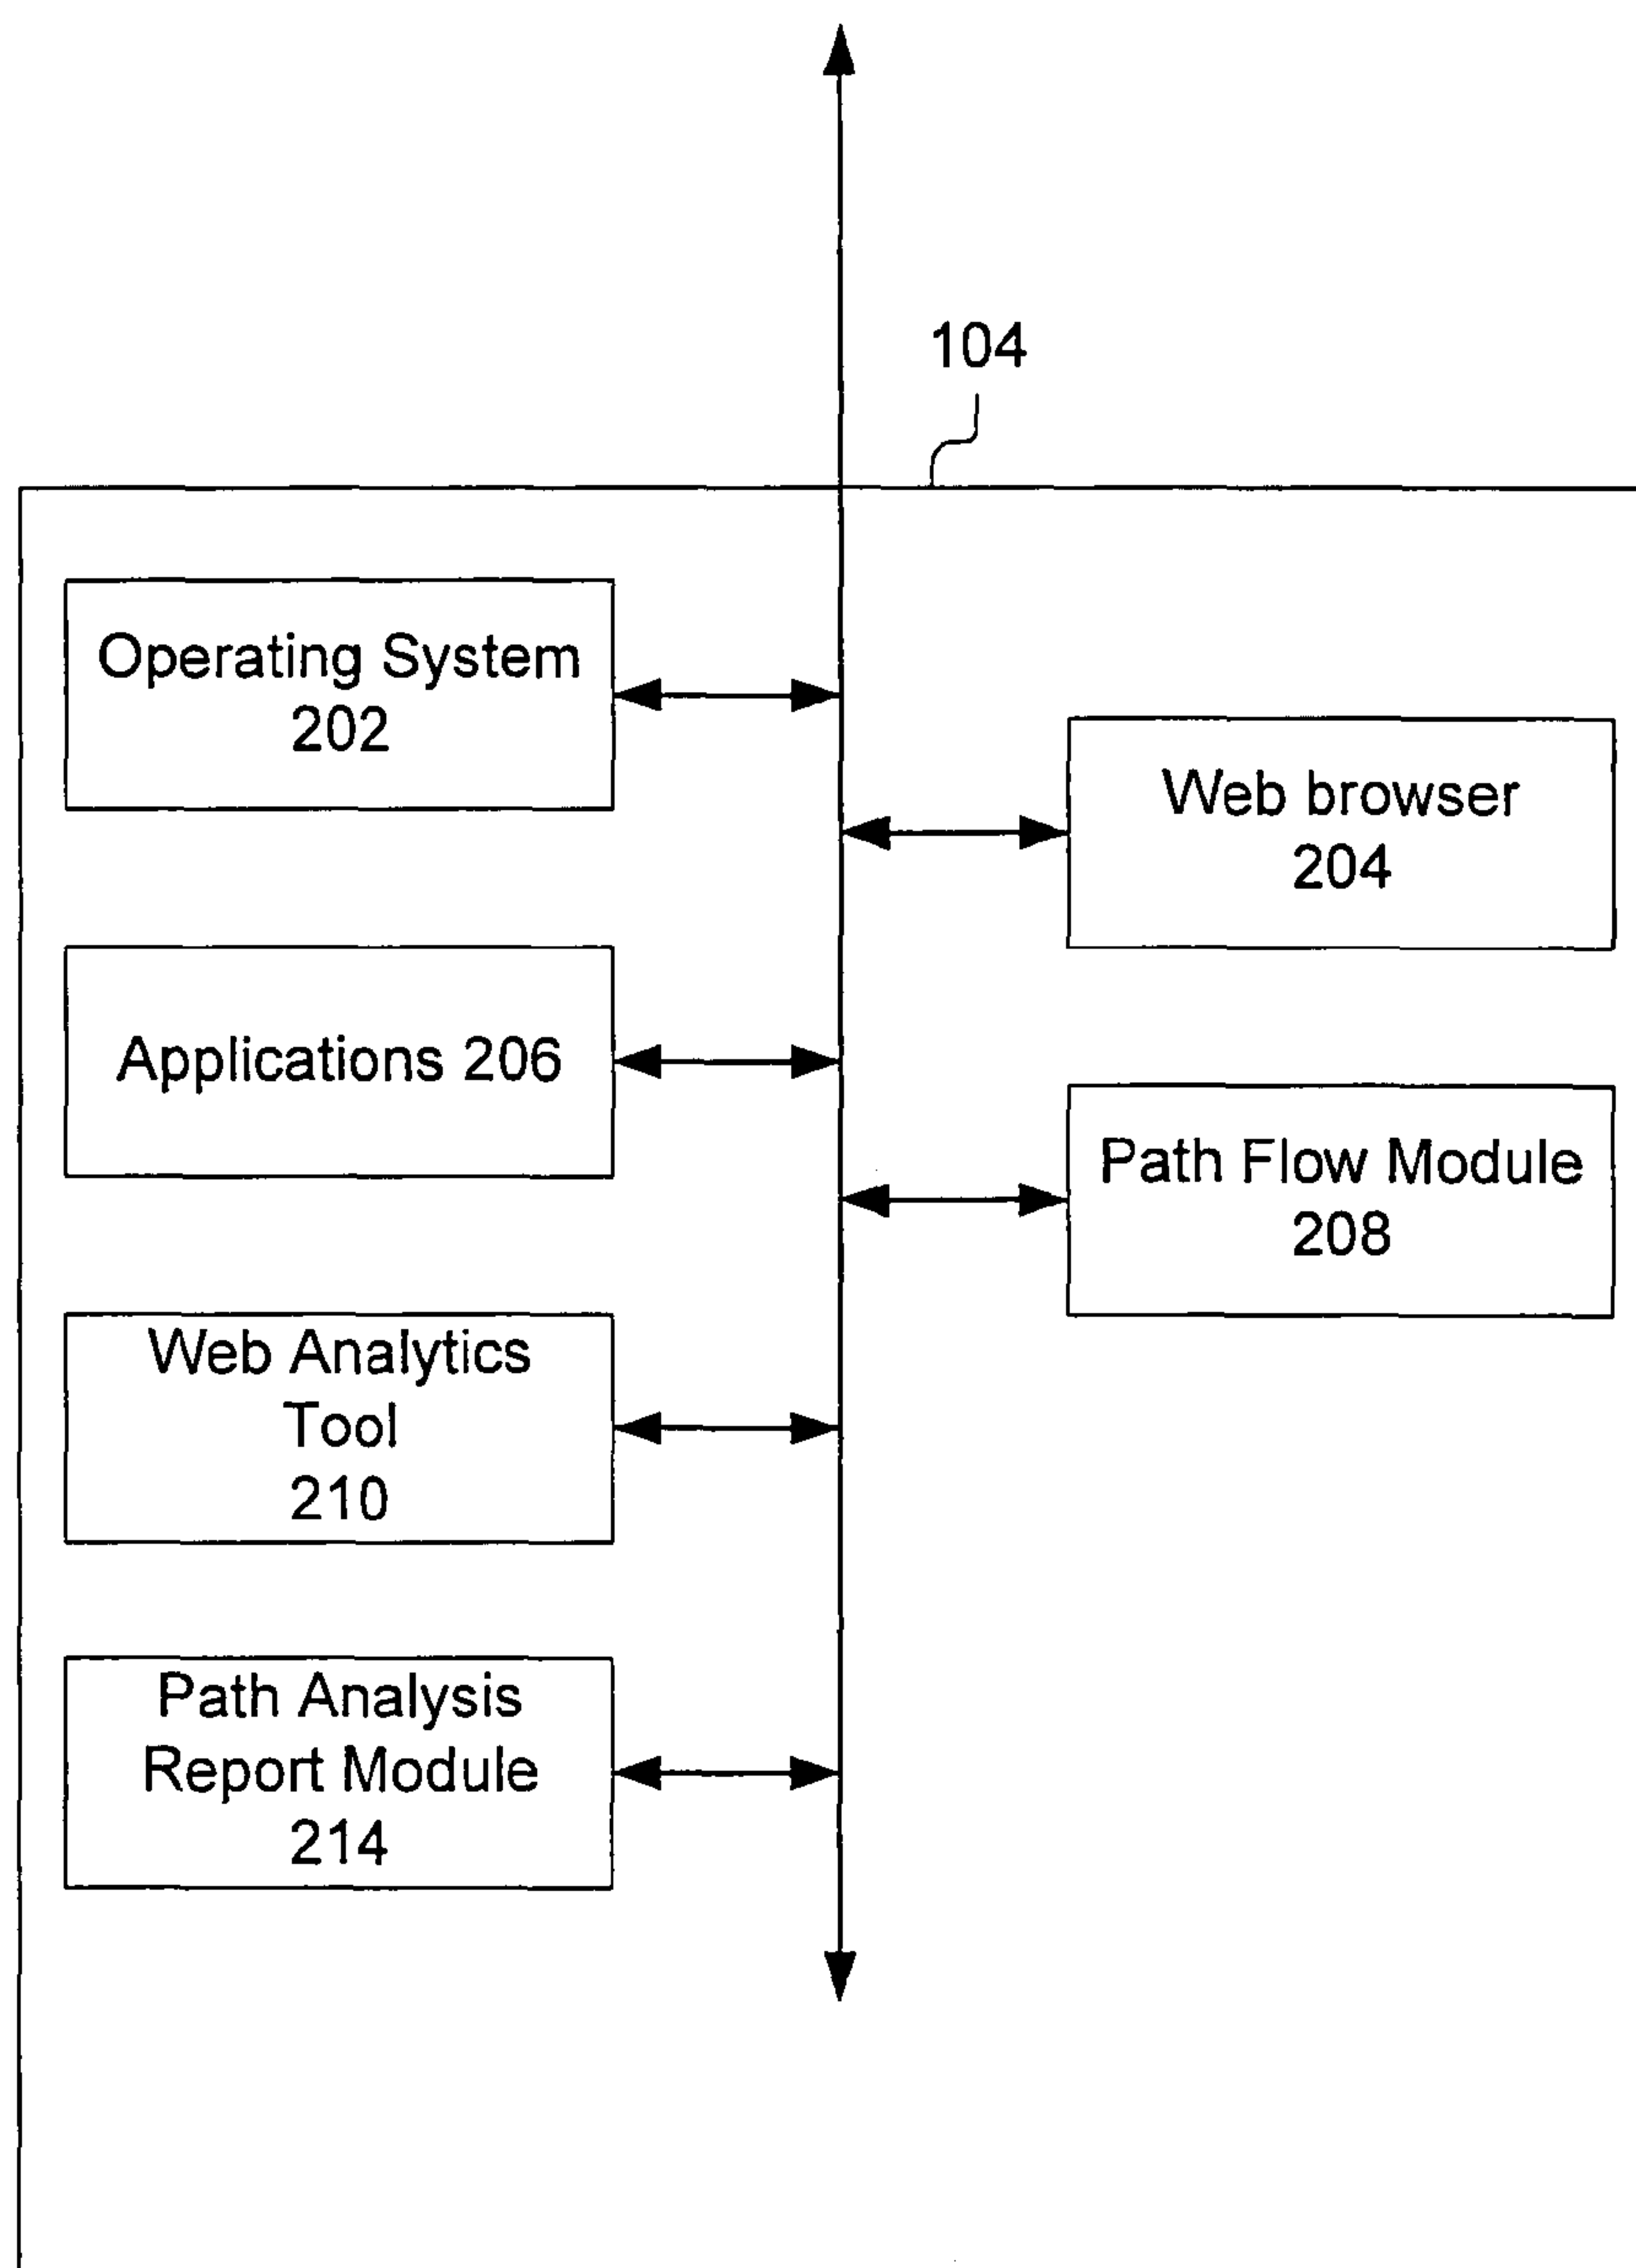 104
Operating System
202
Web browser
204
Applications 206
Path Flow Module
208
Web Analytics
Tool
210
Path Analysis
Report Module
214